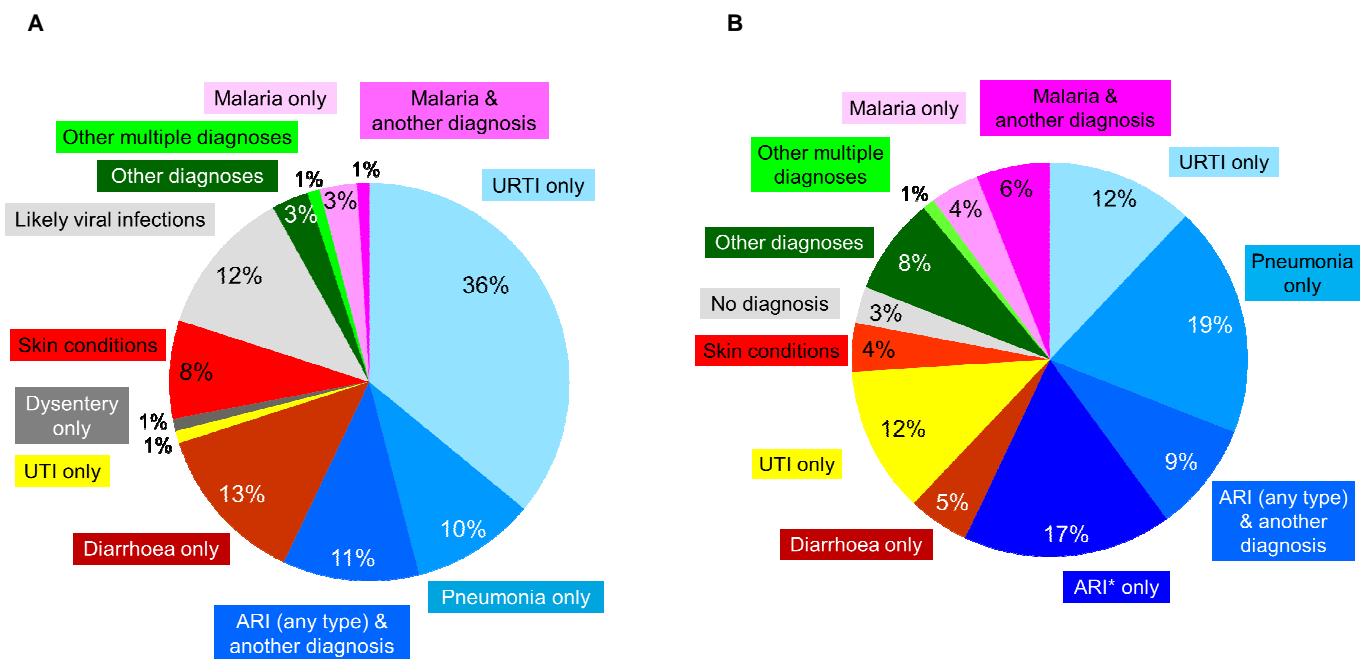 A
Malaria only
Malaria &
another diagnosis
Other multiple diagnoses
Other diagnoses
1%
1%
URTI only
3%
3%
Likely viral infections
12%
36%
Skin conditions
8%
Dysentery
only
1%
1%
UTI only
13%
10%
Diarrhoea only
11%
Pneumonia only
ARI (any type) &
another diagnosis
B
Malaria only
Malaria &
another diagnosis
Other multiple
diagnoses
URTI only
1%
4%
6%
12%
Other diagnoses
8%
Pneumonia
only
No diagnosis
3%
19%
Skin conditions
4%
12%
UTI only
9%
5%
17%
ARI (any type)
& another
diagnosis
Diarrhoea only
ARI* only